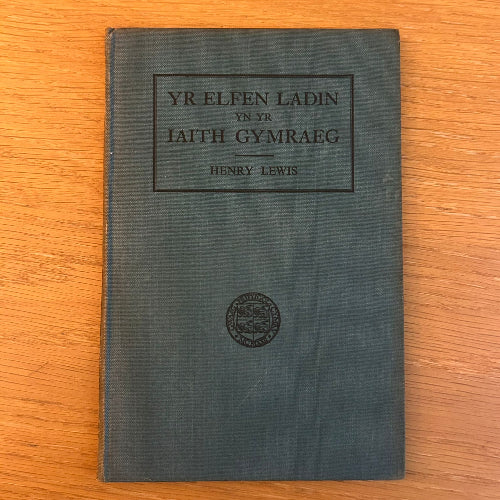 YR ELFEN LADIN
YN YR
IAITH GYMRAEG
HENRY LEWIS